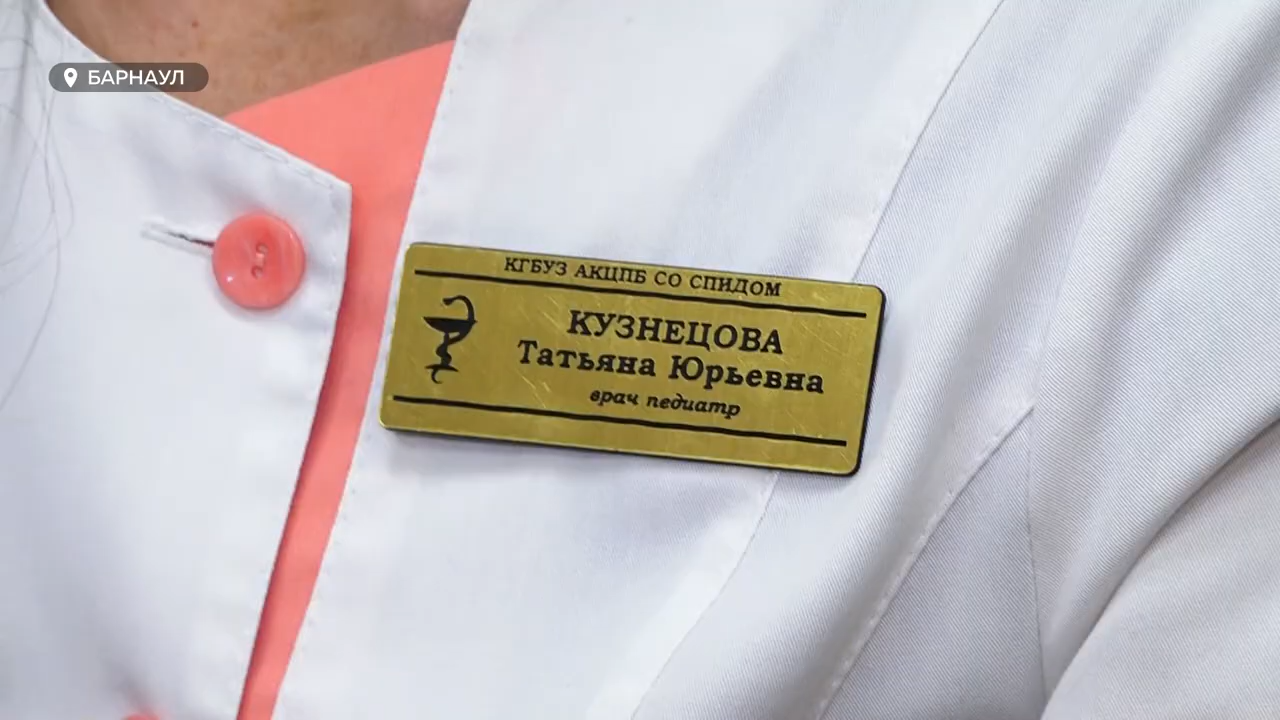 БАРНАУЛ
КГБУЗ АКЦПБ СО СПИДОМ
КУЗНЕЦОВА
Татьяна Юрьевна
врач педиатр